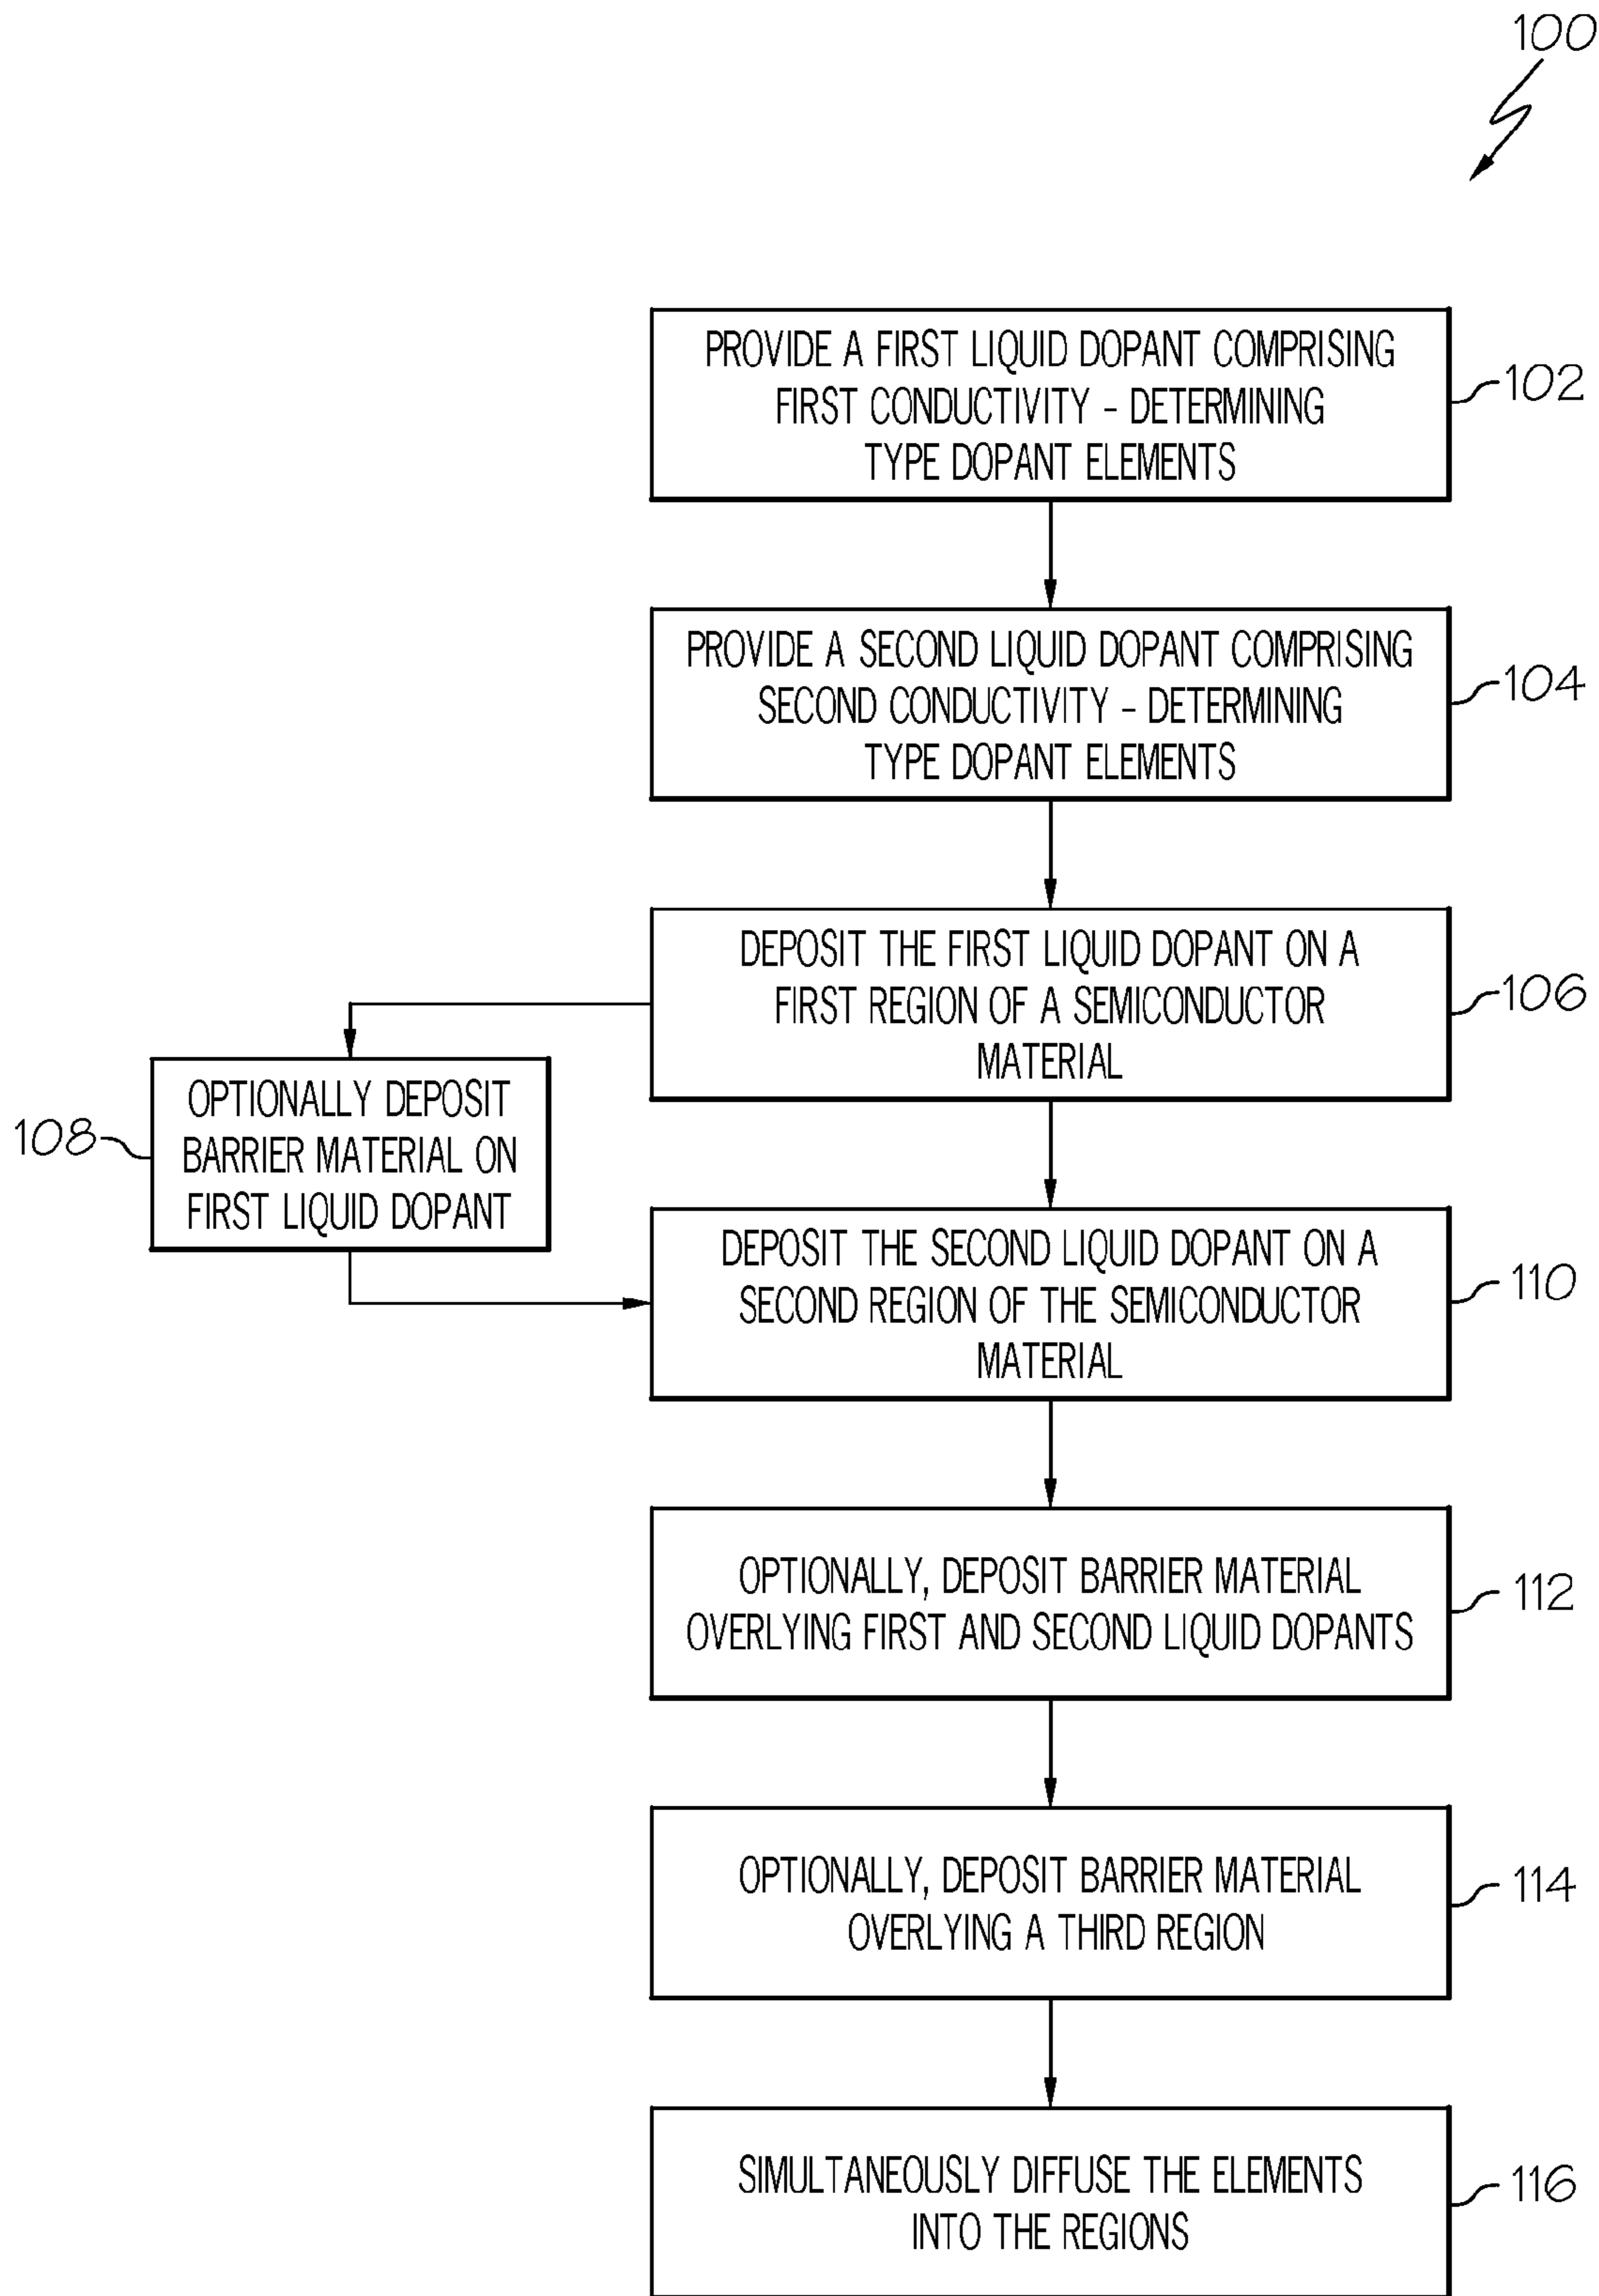 100
PROVIDE A FIRST LIQUID DOPANT COMPRISING
FIRST CONDUCTIVITY – DETERMINING
TYPE DOPANT ELEMENTS
102
PROVIDE A SECOND LIQUID DOPANT COMPRISING
SECOND CONDUCTIVITY – DETERMINING
TYPE DOPANT ELEMENTS
104
DEPOSIT THE FIRST LIQUID DOPANT ON A
FIRST REGION OF A SEMICONDUCTOR
MATERIAL
106
OPTIONALLY DEPOSIT
BARRIER MATERIAL ON
FIRST LIQUID DOPANT
108
DEPOSIT THE SECOND LIQUID DOPANT ON A
SECOND REGION OF THE SEMICONDUCTOR
MATERIAL
110
OPTIONALLY, DEPOSIT BARRIER MATERIAL
OVERLYING FIRST AND SECOND LIQUID DOPANTS
112
OPTIONALLY, DEPOSIT BARRIER MATERIAL
OVERLYING A THIRD REGION
114
SIMULTANEOUSLY DIFFUSE THE ELEMENTS
INTO THE REGIONS
116